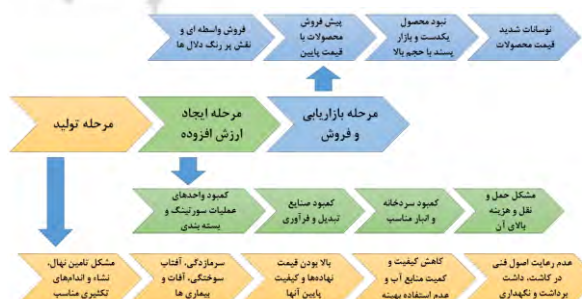 فروش واسطه ای و
نقش پر رنگ دلال ها
پیش فروش
محصولات با
قیمت پایین
نبود محصول
یکدست و بازار
پسند با حجم بالا
نوسانات شدید
قیمت محصولات
مرحله تولید
مرحله ایجاد
ارزش افزوده
مرحله بازاریابی
و فروش
کمبود واحدهای
عملیات سورتینگ و
بسته بندی
کمبود صنایع
تبدیل و فرآوری
کمبود سردخانه
و انبار مناسب
مشکل حمل و
نقل و هزینه
بالای آن
مشکل تامین نهال،
نشاء و اندام‌های
تکثیری مناسب
سرمازدگی، آفتاب
سوختگی، آفات و
بیماری ها
بالا بودن قیمت
نهاده‌ها و کیفیت
پایین آنها
کاهش کیفیت و
کمیت منابع آب و
عدم استفاده بهینه
عدم رعایت اصول فنی
در کاشت، داشت
برداشت و نگهداری